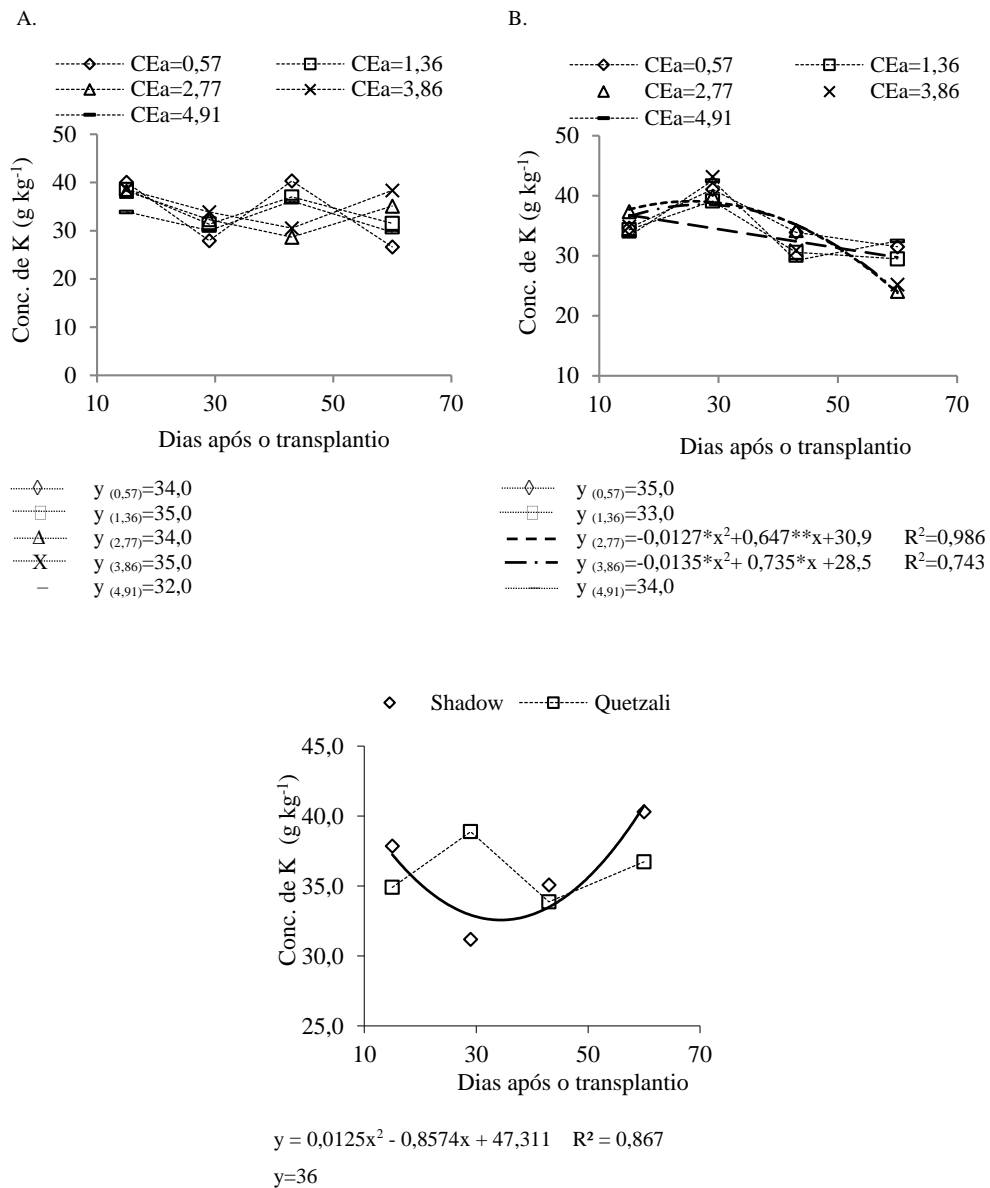 A.
CEa=0,57 CEa=1,36
CEa=2,77 CEa=3,86
CEa=4,91
Conc. de K (g kg-1)
50
40
30
20
10
0
10 30 50 70
Dias após o transplantio
y (0,57)=34,0
y (1,36)=35,0
y (2,77)=34,0
y (3,86)=35,0
y (4,91)=32,0
B.
CEa=0,57 CEa=1,36
CEa=2,77 CEa=3,86
CEa=4,91
Conc. de K (g kg-1)
50
40
30
20
10
10 30 50 70
Dias após o transplantio
y (0,57)=35,0
y (1,36)=33,0
y (2,77)=-0,0127*x2+0,647**x+30,9 R2=0,986
y (3,86)=-0,0135*x2+ 0,735*x +28,5 R2=0,743
y (4,91)=34,0
Shadow Quetzali
Conc. de K (g kg-1)
45,0
40,0
35,0
30,0
25,0
10 30 50 70
Dias após o transplantio
y = 0,0125x2 - 0,8574x + 47,311 R² = 0,867
y=36